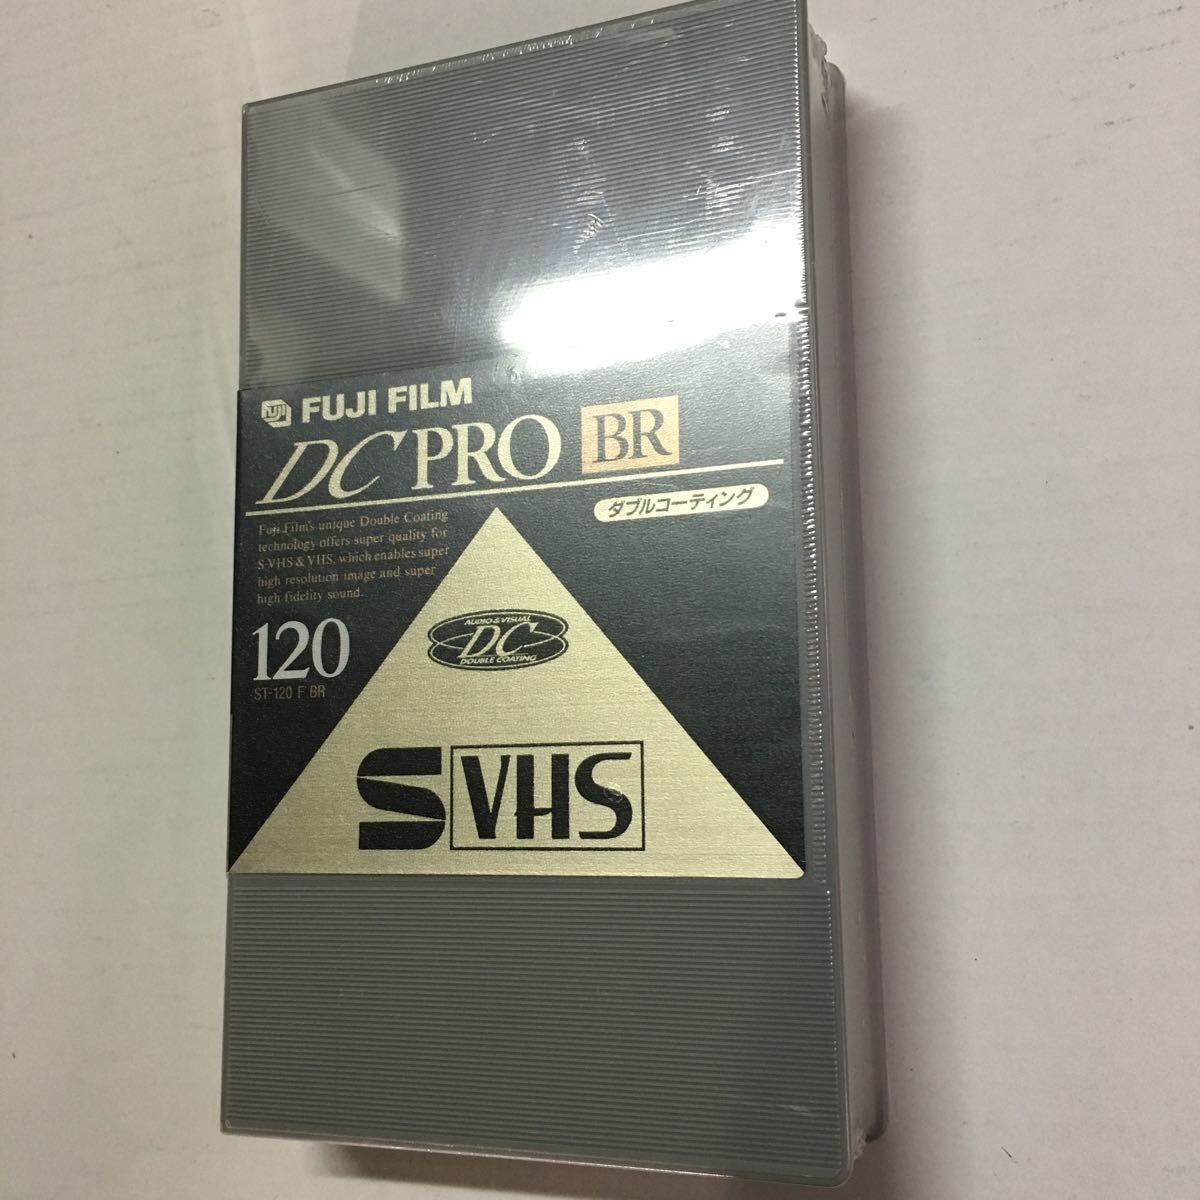 FUJI FILM
DC PRO BR
ダブルコーティング
Fuji Film's unique Double Coating
technology offers super quality for
S-VHS & VHS, which enables super
high resolution image and super
high fidelity sound.
120
ST-120 F BR
AUDIO & VISUAL
DC
DOUBLE COATING
S VHS